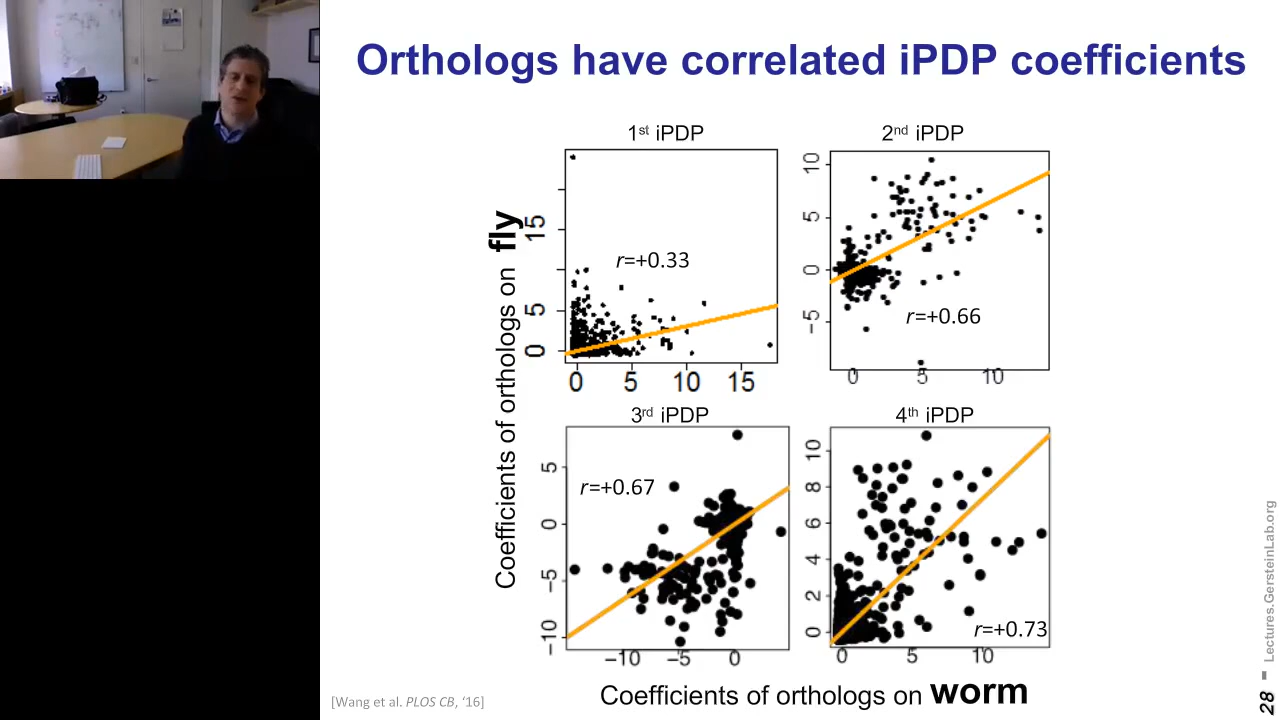 Orthologs have correlated iPDP coefficients
1st iPDP
2nd iPDP
r=+0.33
r=+0.66
15
5
0
0
5
10
15
10
5
0
−5
0
5
10
3rd iPDP
4th iPDP
r=+0.67
r=+0.73
5
0
−5
−10
−10
−5
0
10
8
6
4
2
0
0
5
10
Coefficients of orthologs on fly
Coefficients of orthologs on worm
[Wang et al. PLOS CB, ‘16]
28 - Lectures.GersteinLab.org